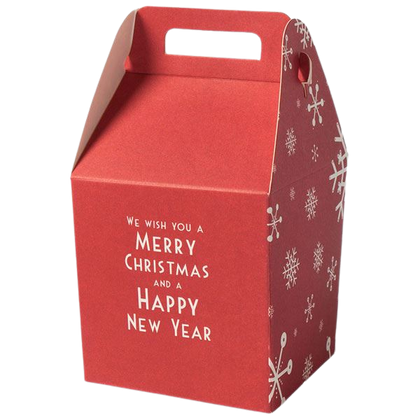 We wish you a
Merry
Christmas
and a
Happy
New Year